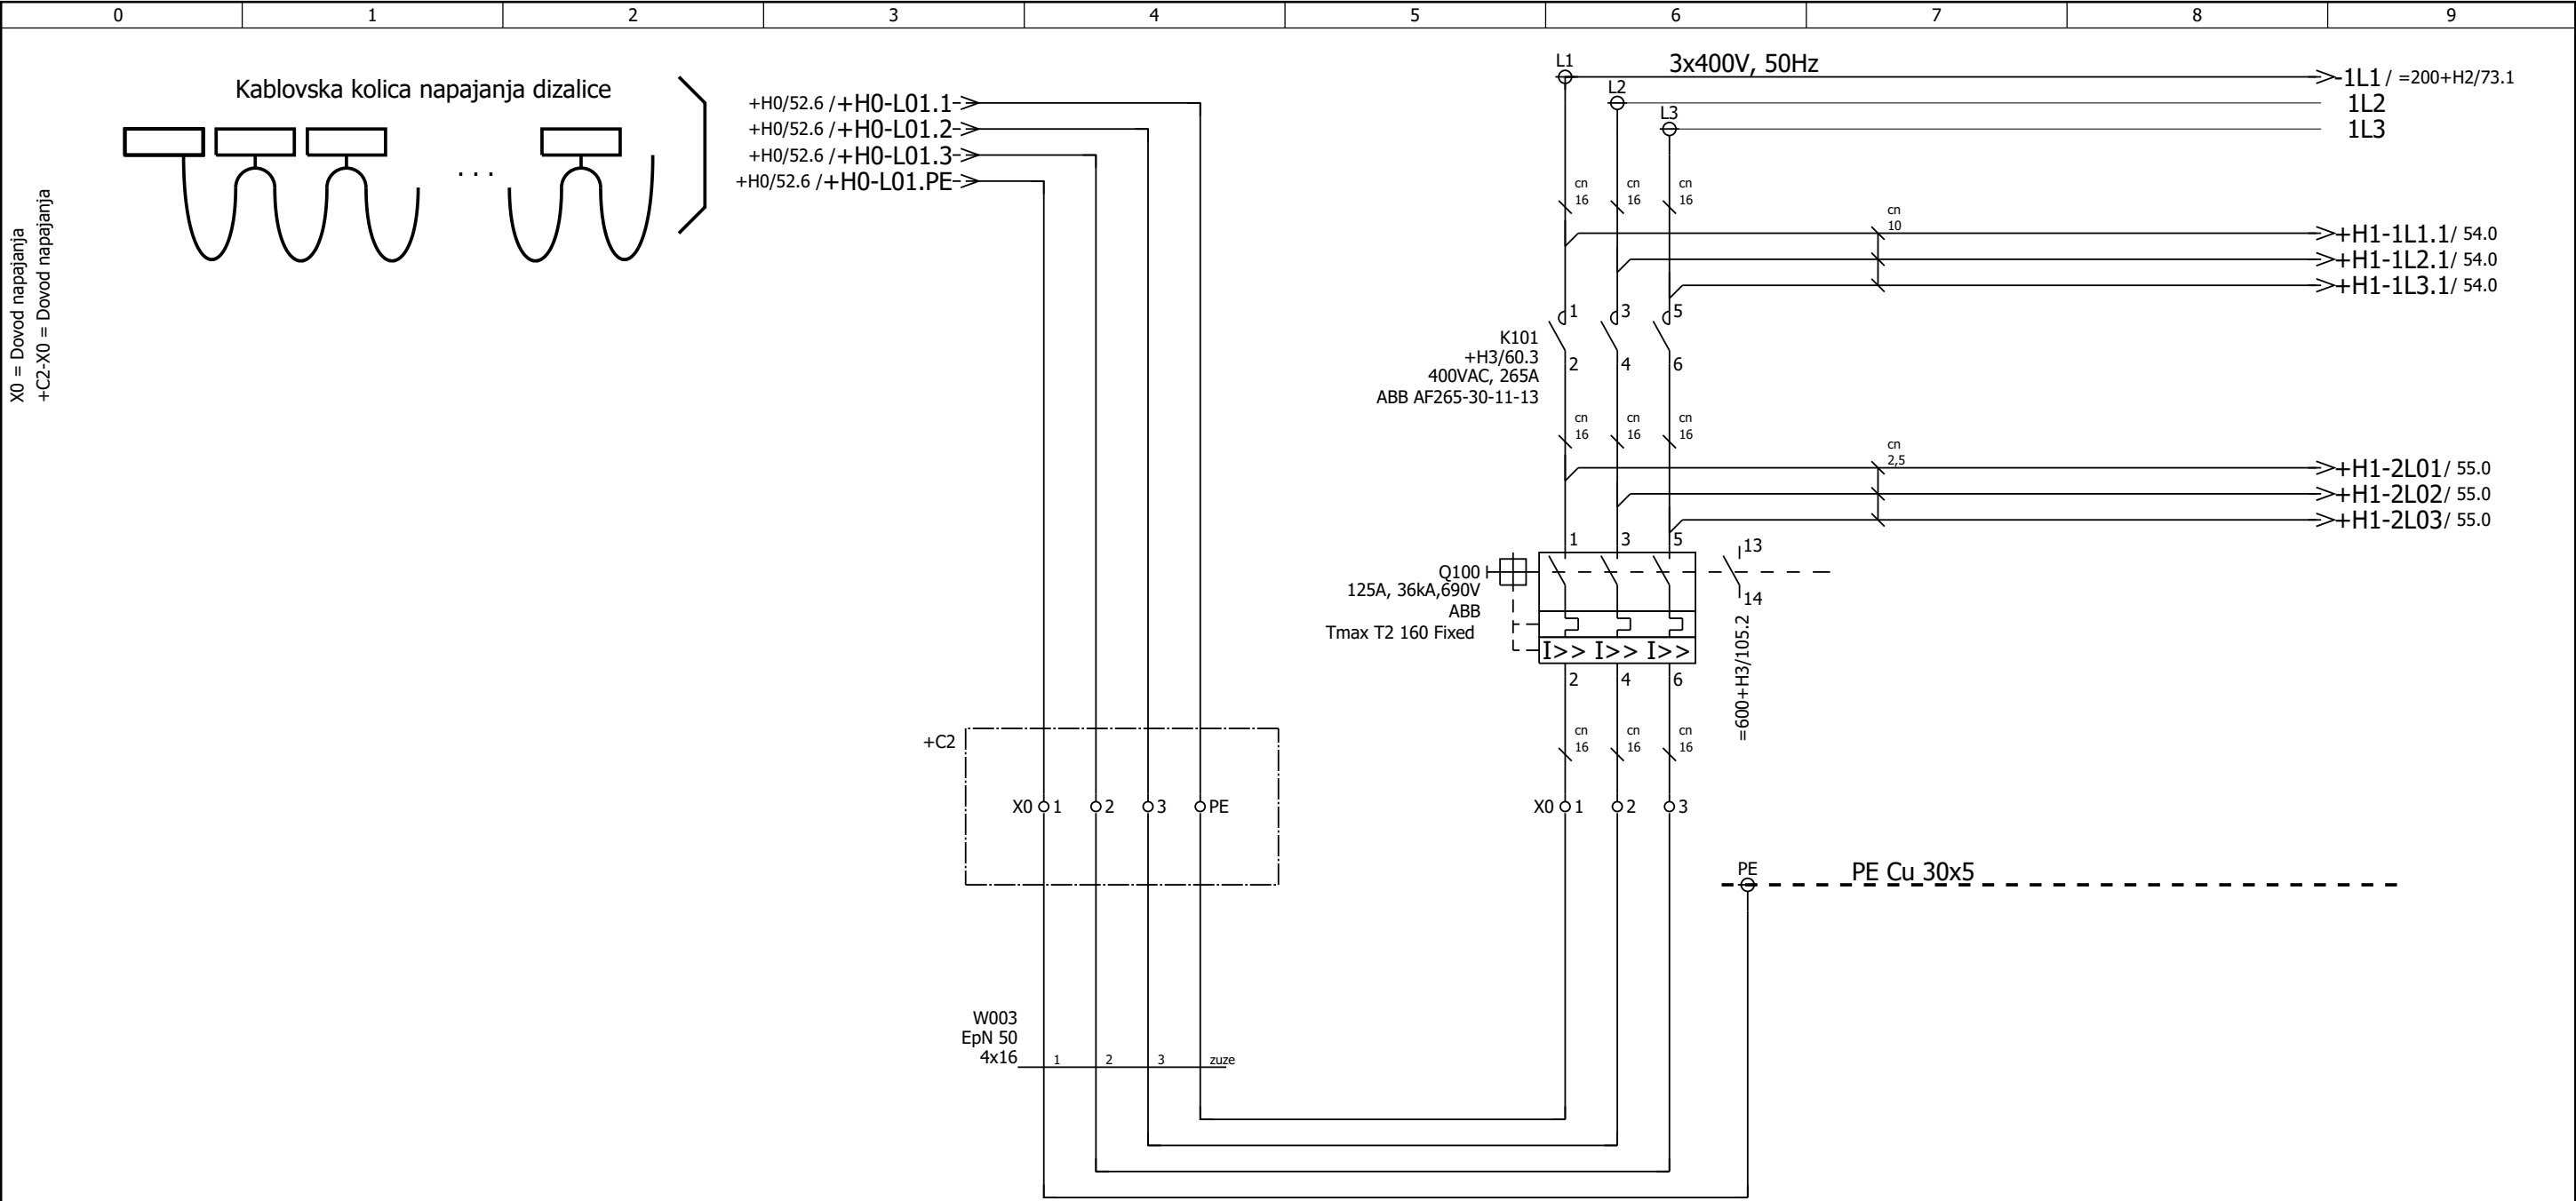 0 1 2 3 4 5 6 7 8 9
X0 = Dovod napajanja
+C2-X0 = Dovod napajanja
Kablovska kolica napajanja dizalice
. . .
+H0/52.6 /+H0-L01.1
+H0/52.6 /+H0-L01.2
+H0/52.6 /+H0-L01.3
+H0/52.6 /+H0-L01.PE
L1
L2
L3
3x400V, 50Hz
-1L1 / =200+H2/73.1
1L2
1L3
cn cn cn
16 16 16
cn
10
+H1-1L1.1/ 54.0
+H1-1L2.1/ 54.0
+H1-1L3.1/ 54.0
1 3 5
K101
+H3/60.3
400VAC, 265A
ABB AF265-30-11-13
2 4 6
cn cn cn
16 16 16
cn
2,5
+H1-2L01/ 55.0
+H1-2L02/ 55.0
+H1-2L03/ 55.0
1 3 5
13
14
Q100
125A, 36kA,690V
ABB
Tmax T2 160 Fixed
I>> I>> I>>
=600+H3/105.2
2 4 6
cn cn cn
16 16 16
+C2
X0 1 2 3 PE
X0 1 2 3
PE
PE Cu 30x5
W003
EpN 50
4x16
1 2 3 zuze